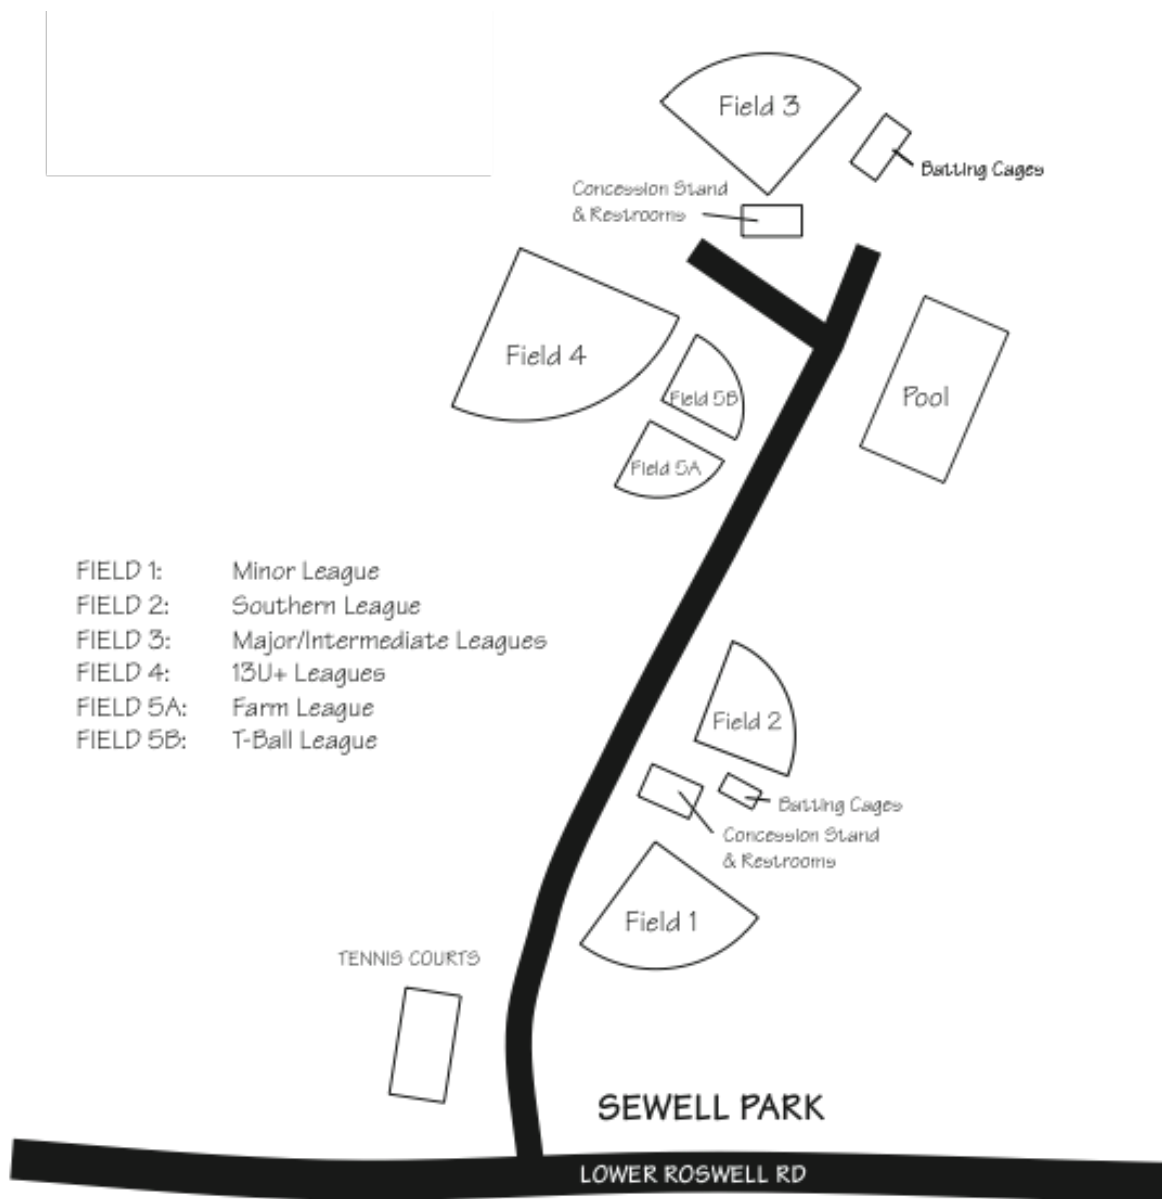 Field 3
Batting Cages
Concession Stand
& Restrooms
Field 4
Field 5B
Pool
Field 5A
FIELD 1: Minor League
FIELD 2: Southern League
FIELD 3: Major/Intermediate Leagues
FIELD 4: 13U+ Leagues
FIELD 5A: Farm League
FIELD 5B: T-Ball League
Field 2
Batting Cages
Concession Stand
& Restrooms
Field 1
TENNIS COURTS
SEWELL PARK
LOWER ROSWELL RD